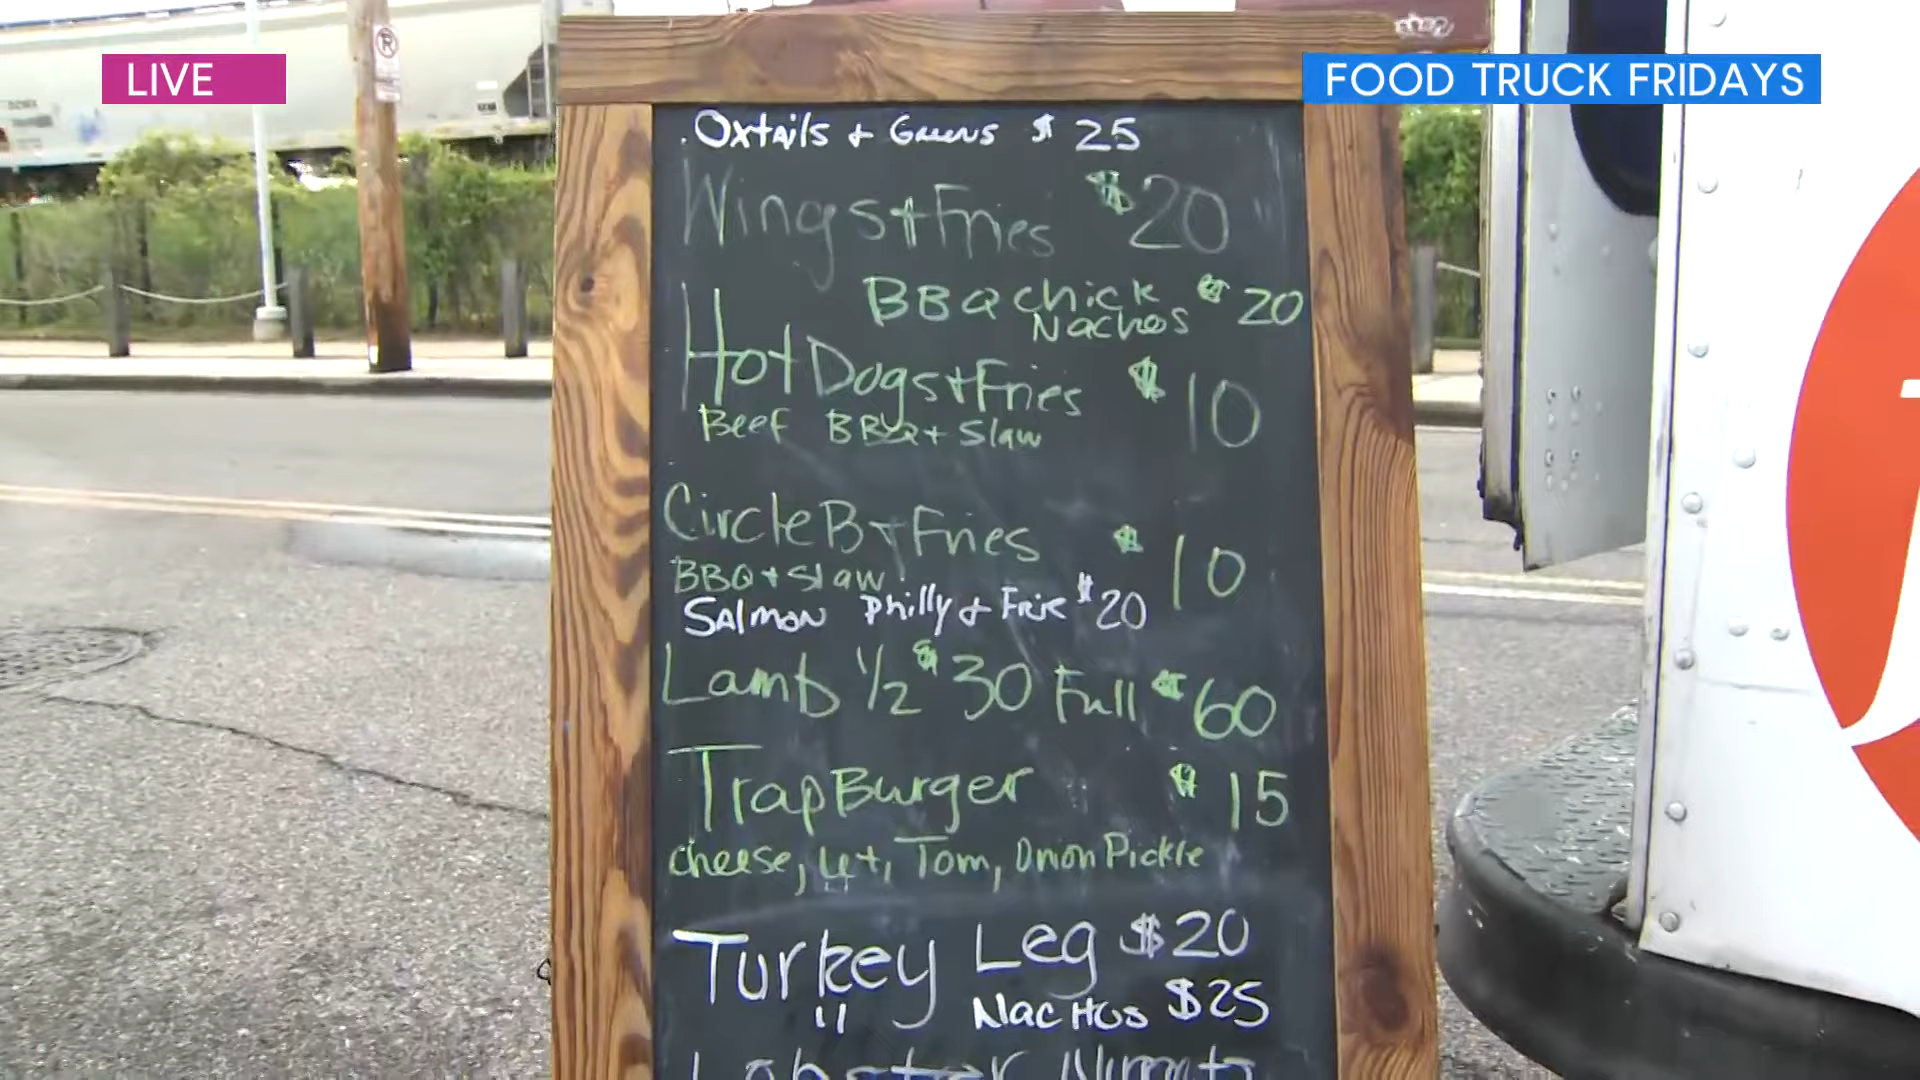 LIVE
FOOD TRUCK FRIDAYS
Oxtails + Greens $ 25
Wings + Fries $20
BBQ chick $20
Nachos
Hot Dogs + Fries $10
Beef BBQ + Slaw
Circle B + Fries $10
BBQ + Slaw
SALMON Philly + Frie $20
Lamb 1/2 $30 Full $60
Trap Burger $15
cheese, Let, Tom, Onion Pickle
Turkey Leg $20
" Nachos $25
Lobster